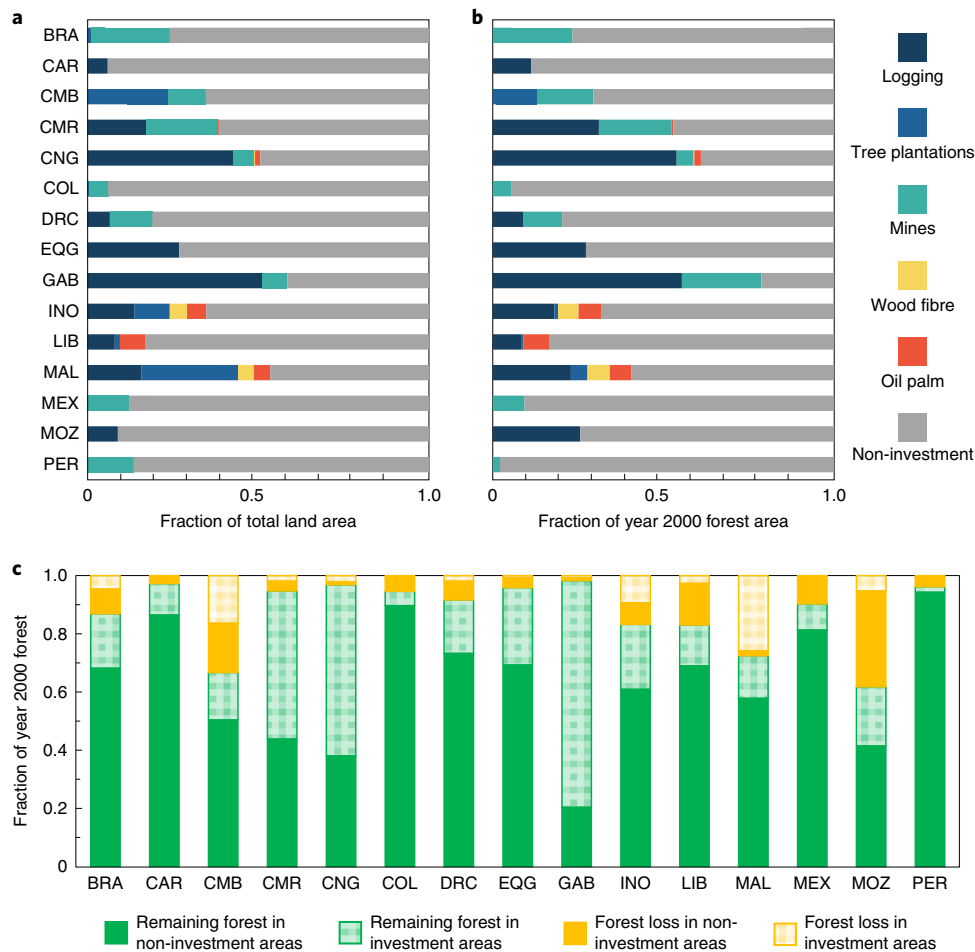 a
b
BRA
CAR
CMB
CMR
CNG
COL
DRC
EQG
GAB
INO
LIB
MAL
MEX
MOZ
PER
0 0.5 1.0
Fraction of total land area
0 0.5 1.0
Fraction of year 2000 forest area
Logging
Tree plantations
Mines
Wood fibre
Oil palm
Non-investment
c
1.0
0.8
0.6
0.4
0.2
0
Fraction of year 2000 forest
BRA CAR CMB CMR CNG COL DRC EQG GAB INO LIB MAL MEX MOZ PER
Remaining forest in
non-investment areas
Remaining forest in
investment areas
Forest loss in non-
investment areas
Forest loss in
investment areas